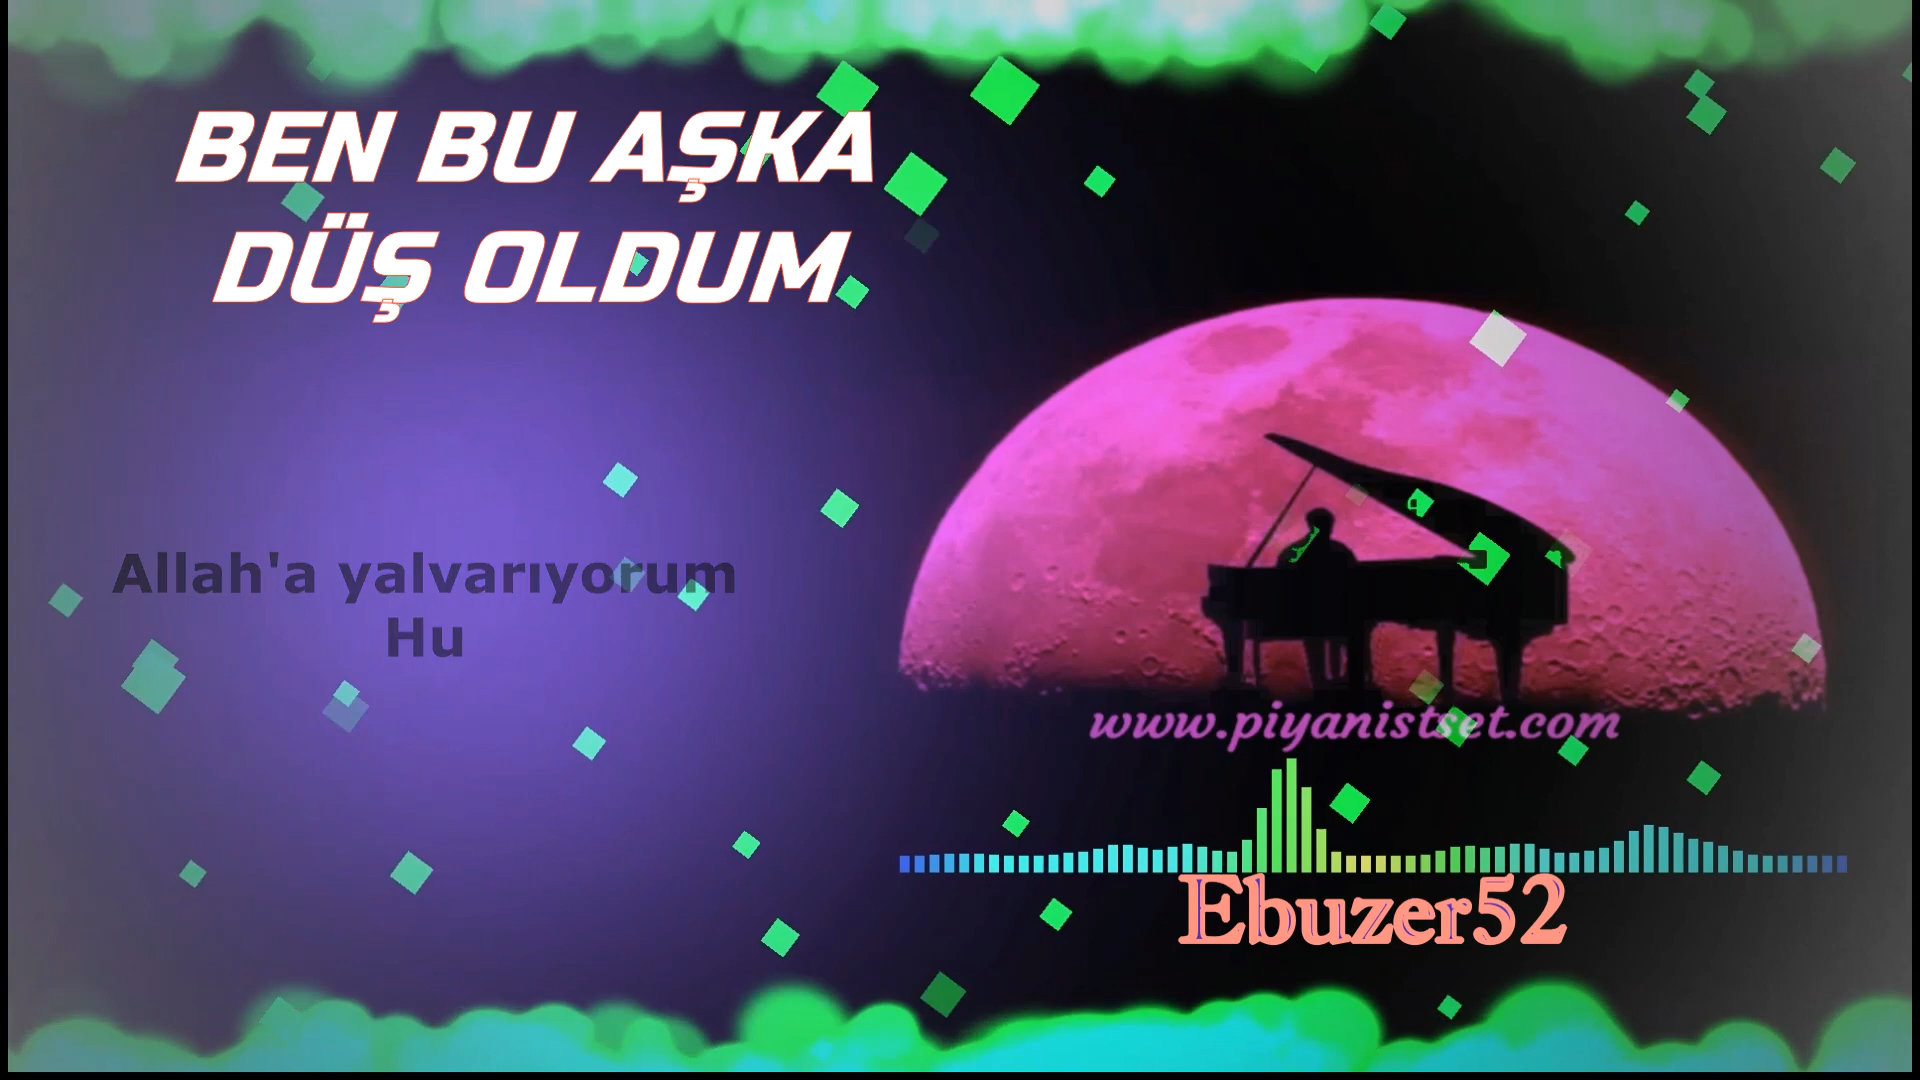 BEN BU AŞKA
DÜŞ OLDUM
Allah'a yalvarıyorum
Hu
www.piyanistset.com
Ebuzer52